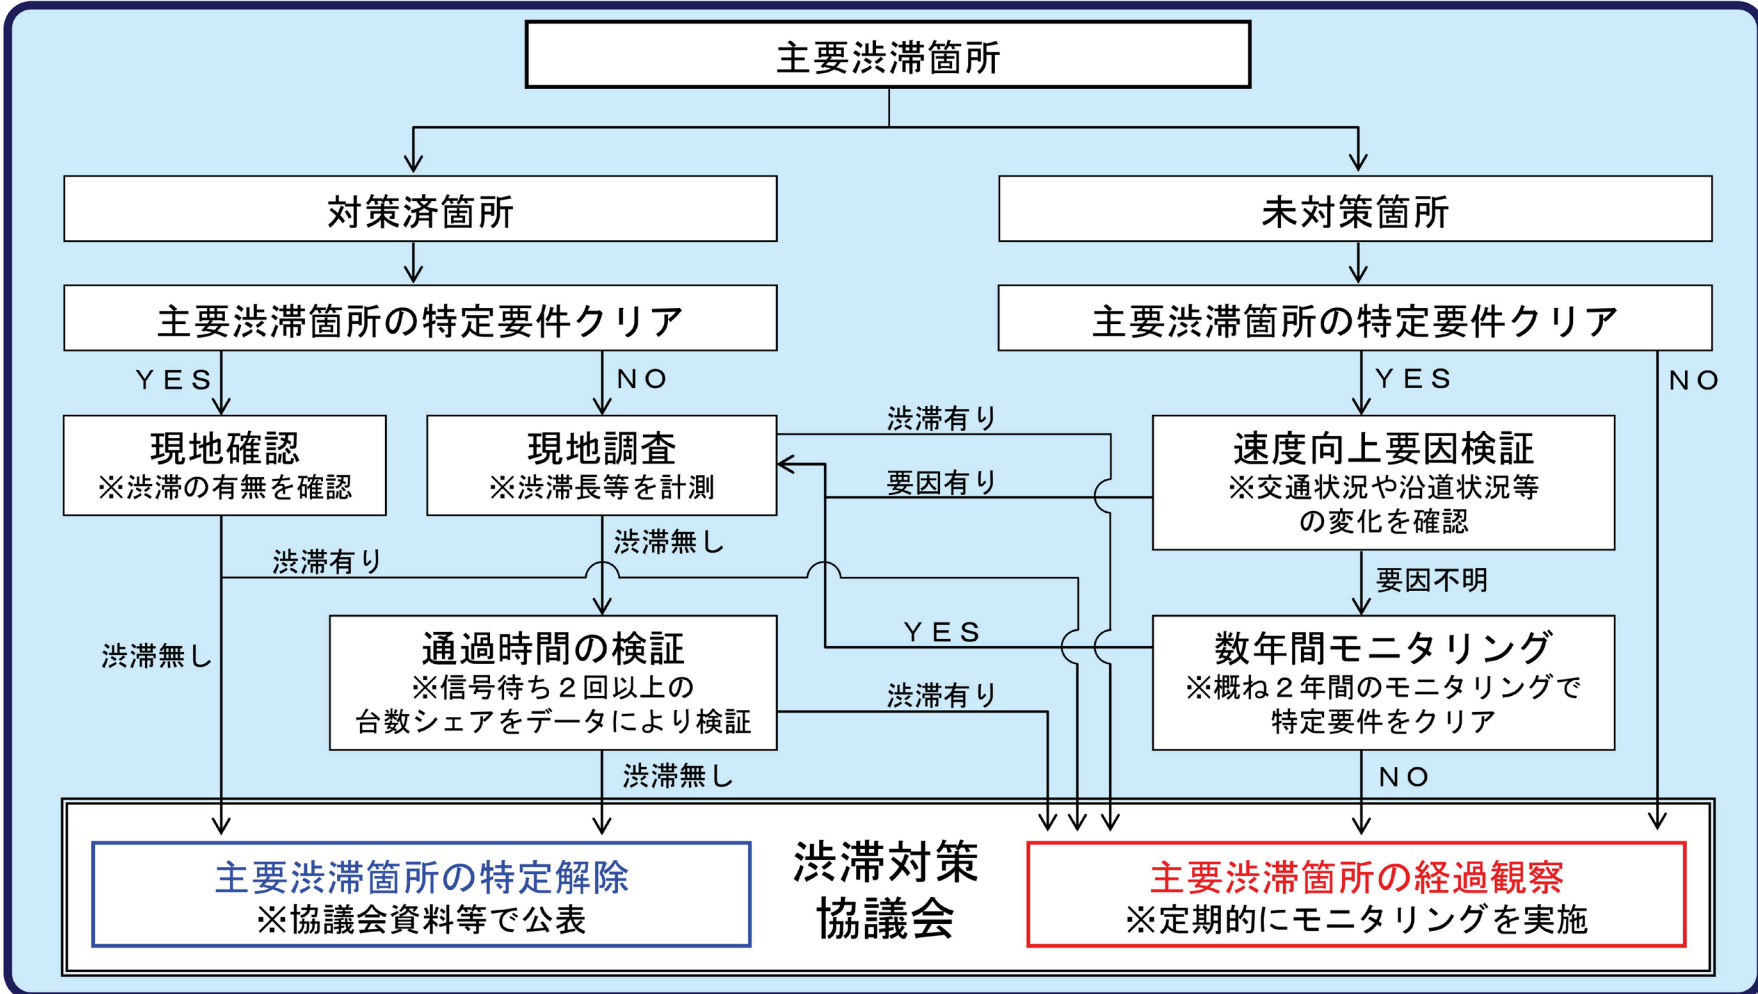 主要渋滞箇所
対策済箇所
未対策箇所
主要渋滞箇所の特定要件クリア
主要渋滞箇所の特定要件クリア
ＹＥＳ
ＮＯ
ＹＥＳ
ＮＯ
現地確認
※渋滞の有無を確認
現地調査
※渋滞長等を計測
渋滞有り
要因有り
速度向上要因検証
※交通状況や沿道状況等
の変化を確認
渋滞有り
渋滞無し
要因不明
渋滞無し
通過時間の検証
※信号待ち２回以上の
台数シェアをデータにより検証
ＹＥＳ
渋滞有り
数年間モニタリング
※概ね２年間のモニタリングで
特定要件をクリア
渋滞無し
ＮＯ
主要渋滞箇所の特定解除
※協議会資料等で公表
渋滞対策
協議会
主要渋滞箇所の経過観察
※定期的にモニタリングを実施